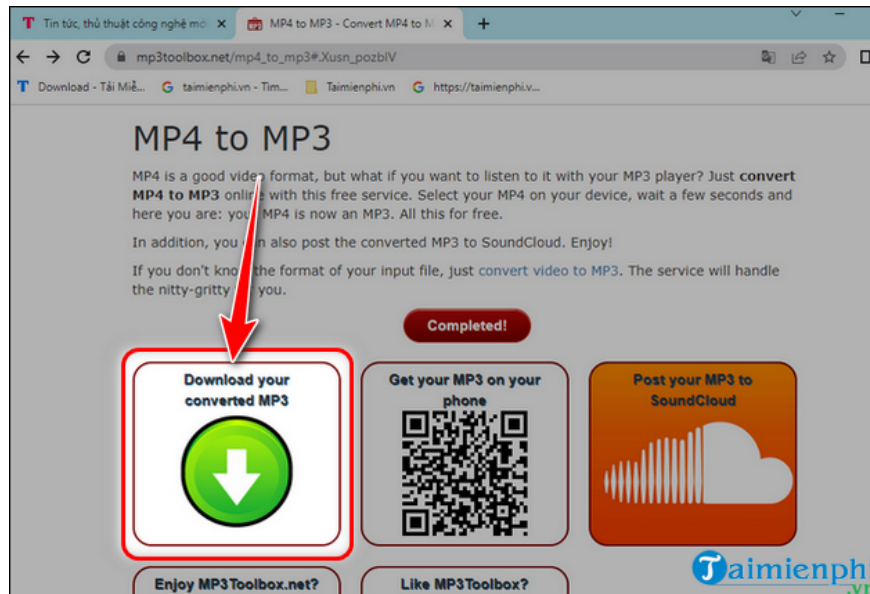 Tin tức, thủ thuật công nghệ mớ
MP4 to MP3 - Convert MP4 to M
mp3toolbox.net/mp4_to_mp3#.Xusn_pozbIV
Download - Tải Miễ...
taimienphi.vn - Tìm...
Taimienphi.vn
https://taimienphi.v...
MP4 to MP3
MP4 is a good video format, but what if you want to listen to it with your MP3 player? Just convert
MP4 to MP3 online with this free service. Select your MP4 on your device, wait a few seconds and
here you are: your MP4 is now an MP3. All this for free.
In addition, you can also post the converted MP3 to SoundCloud. Enjoy!
If you don't know the format of your input file, just convert video to MP3. The service will handle
the nitty-gritty for you.
Completed!
Download your
converted MP3
Get your MP3 on your
phone
Post your MP3 to
SoundCloud
Enjoy MP3Toolbox.net?
Like MP3Toolbox?
Taimienph
.vn